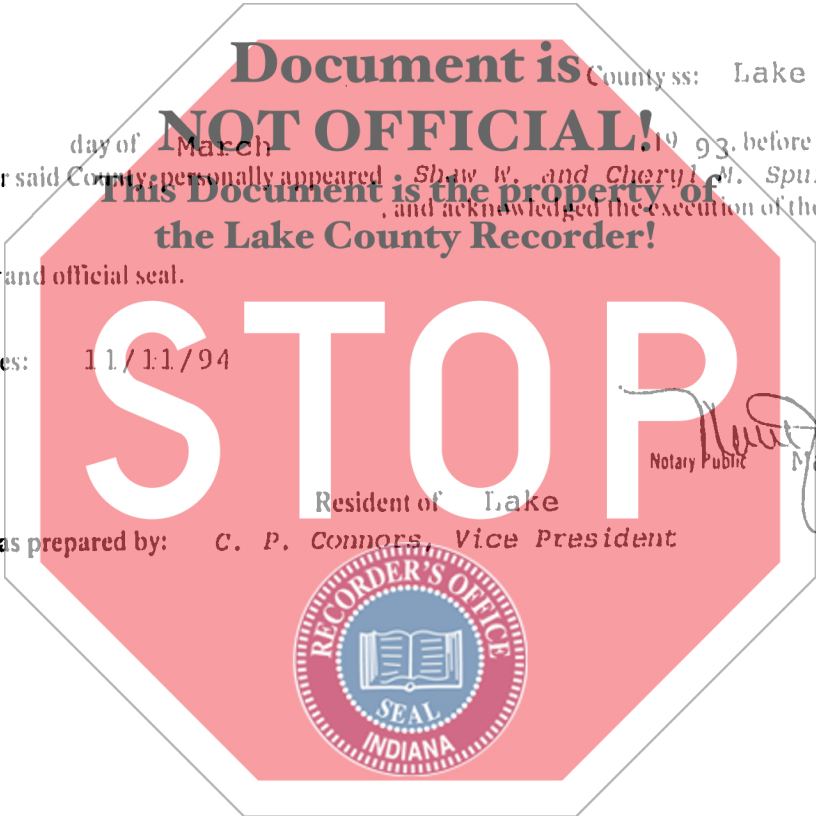 Document is
County ss: Lake
NOT OFFICIAL!
day of March 19 93, before
r said County, personally appeared Shaw W. and Cheryl M. Spu
This Document is the property of
, and acknowledged the execution of the
the Lake County Recorder!
and official seal.
STOP
es: 11/11/94
Notary Public
Resident of Lake
as prepared by: C. P. Connors, Vice President
RECORDER'S OFFICE
SEAL
INDIANA